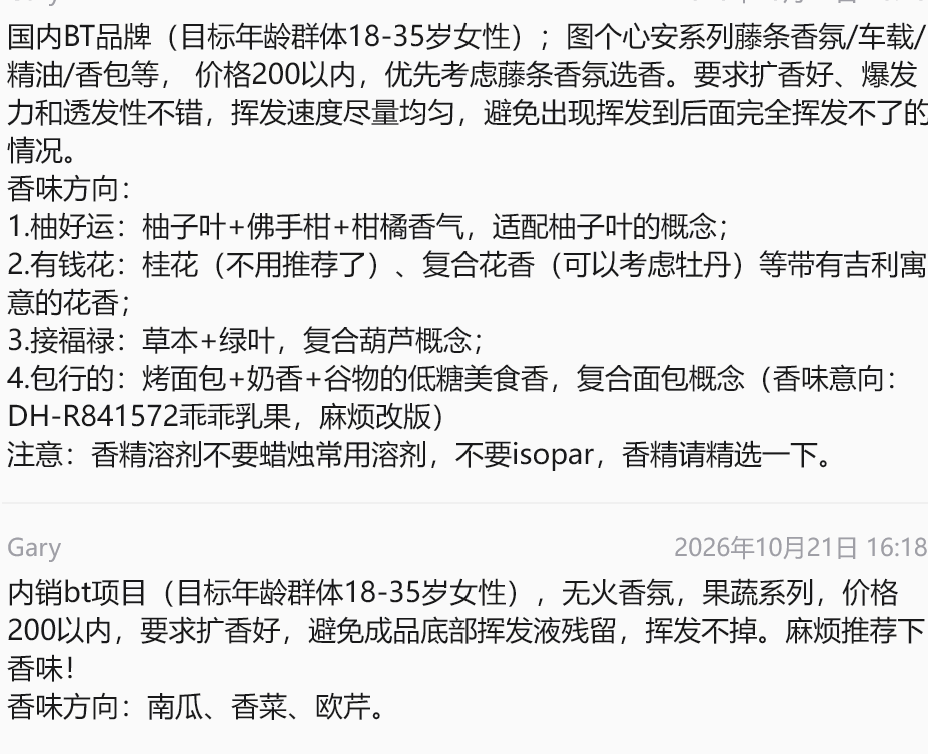 国内BT品牌（目标年龄群体18-35岁女性）；图个心安系列藤条香氛/车载/
精油/香包等， 价格200以内，优先考虑藤条香氛选香。要求扩香好、爆发
力和透发性不错，挥发速度尽量均匀，避免出现挥发到后面完全挥发不了的
情况。
香味方向：
1.柚好运：柚子叶+佛手柑+柑橘香气，适配柚子叶的概念；
2.有钱花：桂花（不用推荐了）、复合花香（可以考虑牡丹）等带有吉利寓
意的花香；
3.接福禄：草本+绿叶，复合葫芦概念；
4.包行的：烤面包+奶香+谷物的低糖美食香，复合面包概念（香味意向：
DH-R841572乖乖乳果，麻烦改版）
注意：香精溶剂不要蜡烛常用溶剂，不要isopar，香精请精选一下。
Gary 2026年10月21日 16:18
内销bt项目（目标年龄群体18-35岁女性），无火香氛，果蔬系列，价格
200以内，要求扩香好，避免成品底部挥发液残留，挥发不掉。麻烦推荐下
香味！
香味方向：南瓜、香菜、欧芹。